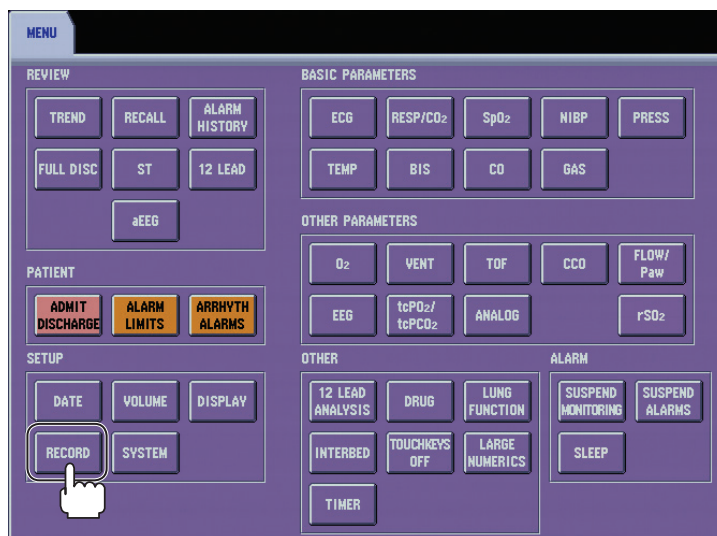 MENU
REVIEW
TREND
RECALL
ALARM
HISTORY
FULL DISC
ST
12 LEAD
aEEG
PATIENT
ADMIT
DISCHARGE
ALARM
LIMITS
ARRHYTH
ALARMS
SETUP
DATE
VOLUME
DISPLAY
RECORD
SYSTEM
BASIC PARAMETERS
ECG
RESP/CO₂
SpO₂
NIBP
PRESS
TEMP
BIS
CO
GAS
OTHER PARAMETERS
O₂
VENT
TOF
CCO
FLOW/
Paw
EEG
tcPO₂/
tcPCO₂
ANALOG
rSO₂
OTHER
12 LEAD
ANALYSIS
DRUG
LUNG
FUNCTION
INTERBED
TOUCHKEYS
OFF
LARGE
NUMERICS
TIMER
ALARM
SUSPEND
MONITORING
SUSPEND
ALARMS
SLEEP